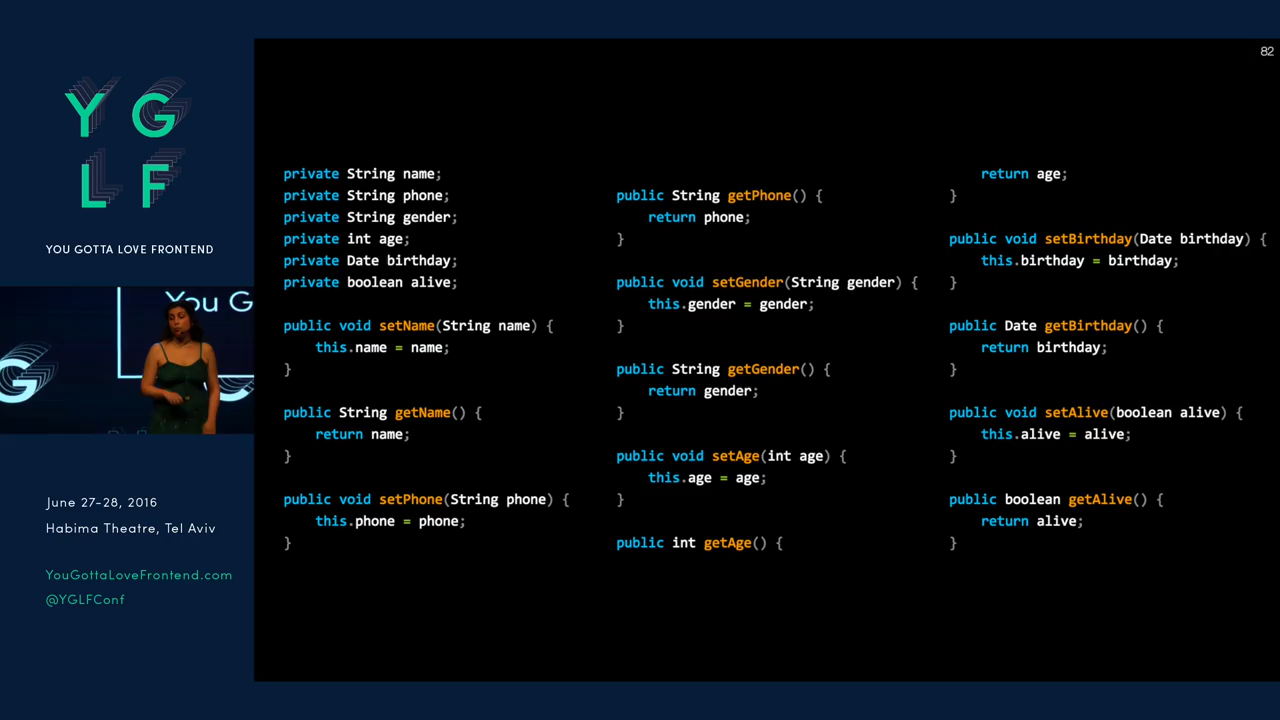 82
Y G
L F
YOU GOTTA LOVE FRONTEND
You G
G
June 27-28, 2016
Habima Theatre, Tel Aviv
YouGottaLoveFrontend.com
@YGLFConf
private String name;
private String phone;
private String gender;
private int age;
private Date birthday;
private boolean alive;
public void setName(String name) {
this.name = name;
}
public String getName() {
return name;
}
public void setPhone(String phone) {
this.phone = phone;
}
public String getPhone() {
return phone;
}
public void setGender(String gender) {
this.gender = gender;
}
public String getGender() {
return gender;
}
public void setAge(int age) {
this.age = age;
}
public int getAge() {
return age;
}
public void setBirthday(Date birthday) {
this.birthday = birthday;
}
public Date getBirthday() {
return birthday;
}
public void setAlive(boolean alive) {
this.alive = alive;
}
public boolean getAlive() {
return alive;
}